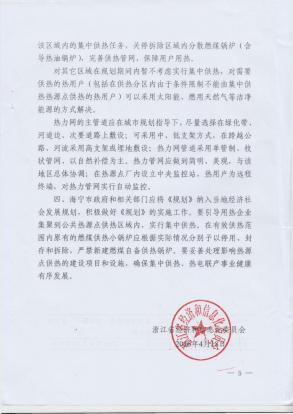 该区域内的集中供热任务，关停拆除区域内分散燃煤锅炉（含
导热油锅炉），完善供热管网，保障用户用热。
对其它区域在规划期间内暂不考虑实行集中供热，对需要
供热的热用户（包括在供热分区内由于条件限制不能由集中供
热热源点供热的热用户）可以采用太阳能、燃用天然气等洁净
能源的方式解决。
热力网的主管道应在城市规划指导下，尽量选择在绿化带、
河道边、次要道路上敷设；可采用中、低支架方式，在跨越公
路、河流处采用高支架或埋地敷设；热力网管道采用单管制、枝
状管网，以自然补偿为主。热力管网应做到简明、美观，与该
地区总体协调；在热源点厂内设立中央监控站，热用户为远程
终端，对热力管网实行自动监控。
四、海宁市政府和相关部门应将《规划》纳入当地经济社
会发展规划，积极做好《规划》的实施工作。要引导用热企业
集聚到公共热源点供热区域内，实行集中供热。在有效供热范
围内原有的燃煤供热小锅炉应根据实际情况分别予以停用、封
存和拆除，严禁新建燃煤自备供热锅炉。要妥善处理影响热源
点供热的建设项目和设施，确保集中供热、热电联产事业健康
有序发展。
浙江省经济和信息化委员会
4月18日
— 5 —